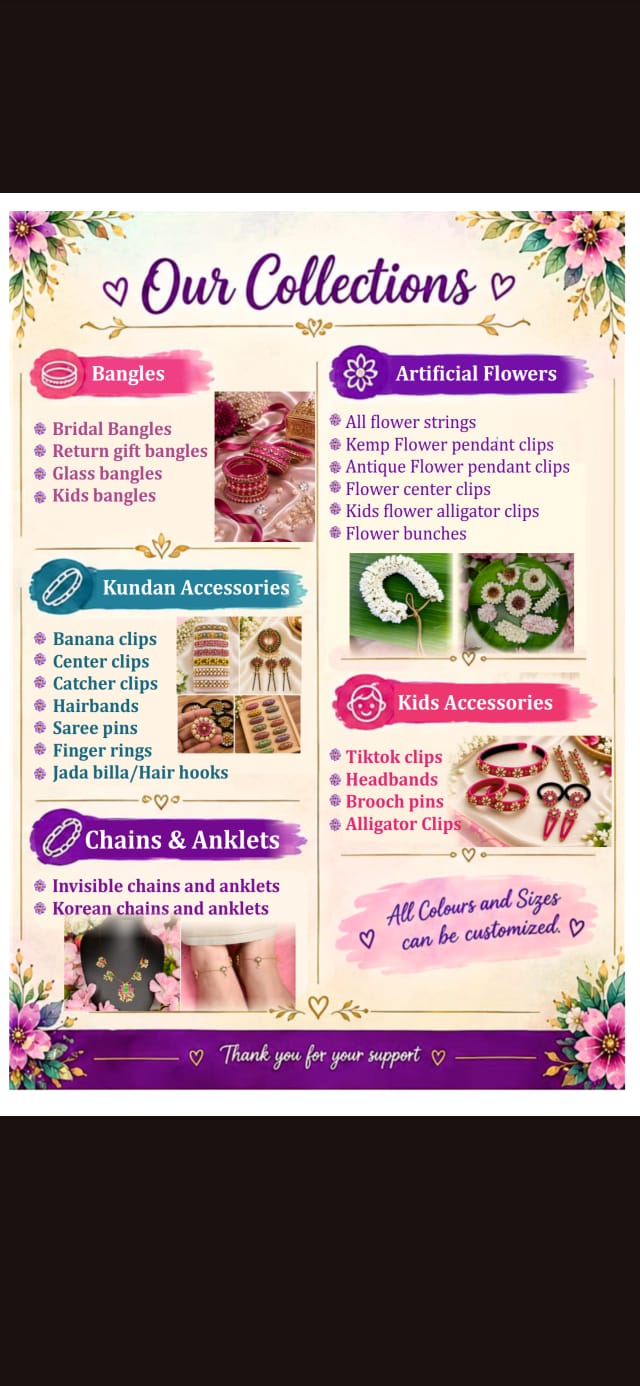 Our Collections
Bangles
Bridal Bangles
Return gift bangles
Glass bangles
Kids bangles
Kundan Accessories
Banana clips
Center clips
Catcher clips
Hairbands
Saree pins
Finger rings
Jada billa/Hair hooks
Chains & Anklets
Invisible chains and anklets
Korean chains and anklets
Artificial Flowers
All flower strings
Kemp Flower pendant clips
Antique Flower pendant clips
Flower center clips
Kids flower alligator clips
Flower bunches
Kids Accessories
Tiktok clips
Headbands
Brooch pins
Alligator Clips
All Colours and Sizes
can be customized.
Thank you for your support